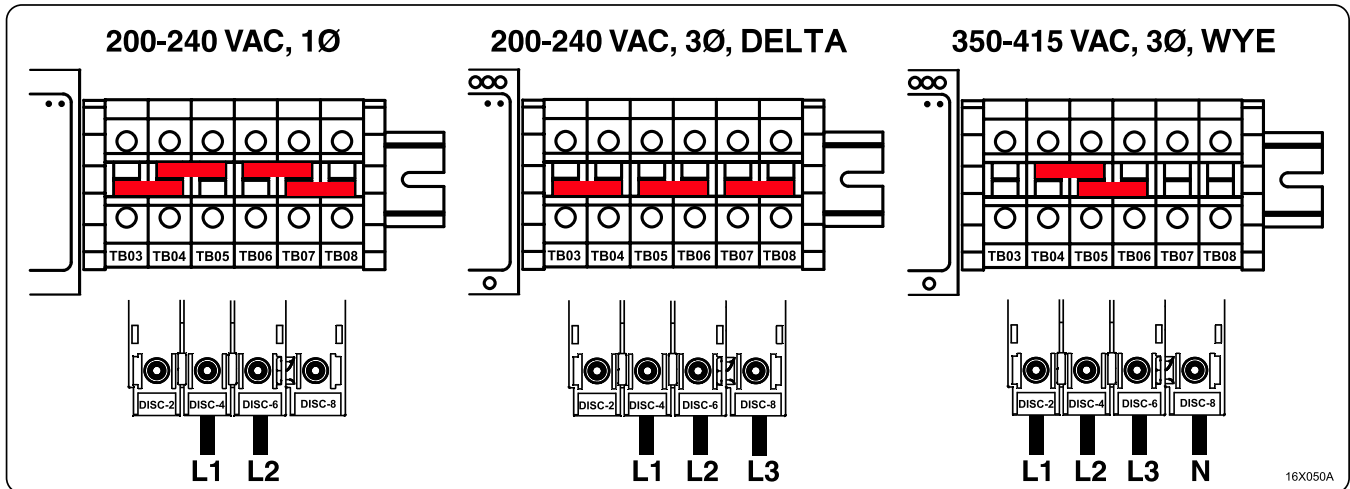 200-240 VAC, 1Ø
TB03 TB04 TB05 TB06 TB07 TB08
DISC-2 DISC-4 DISC-6 DISC-8
L1 L2
200-240 VAC, 3Ø, DELTA
TB03 TB04 TB05 TB06 TB07 TB08
DISC-2 DISC-4 DISC-6 DISC-8
L1 L2 L3
350-415 VAC, 3Ø, WYE
TB03 TB04 TB05 TB06 TB07 TB08
DISC-2 DISC-4 DISC-6 DISC-8
L1 L2 L3 N
16X050A